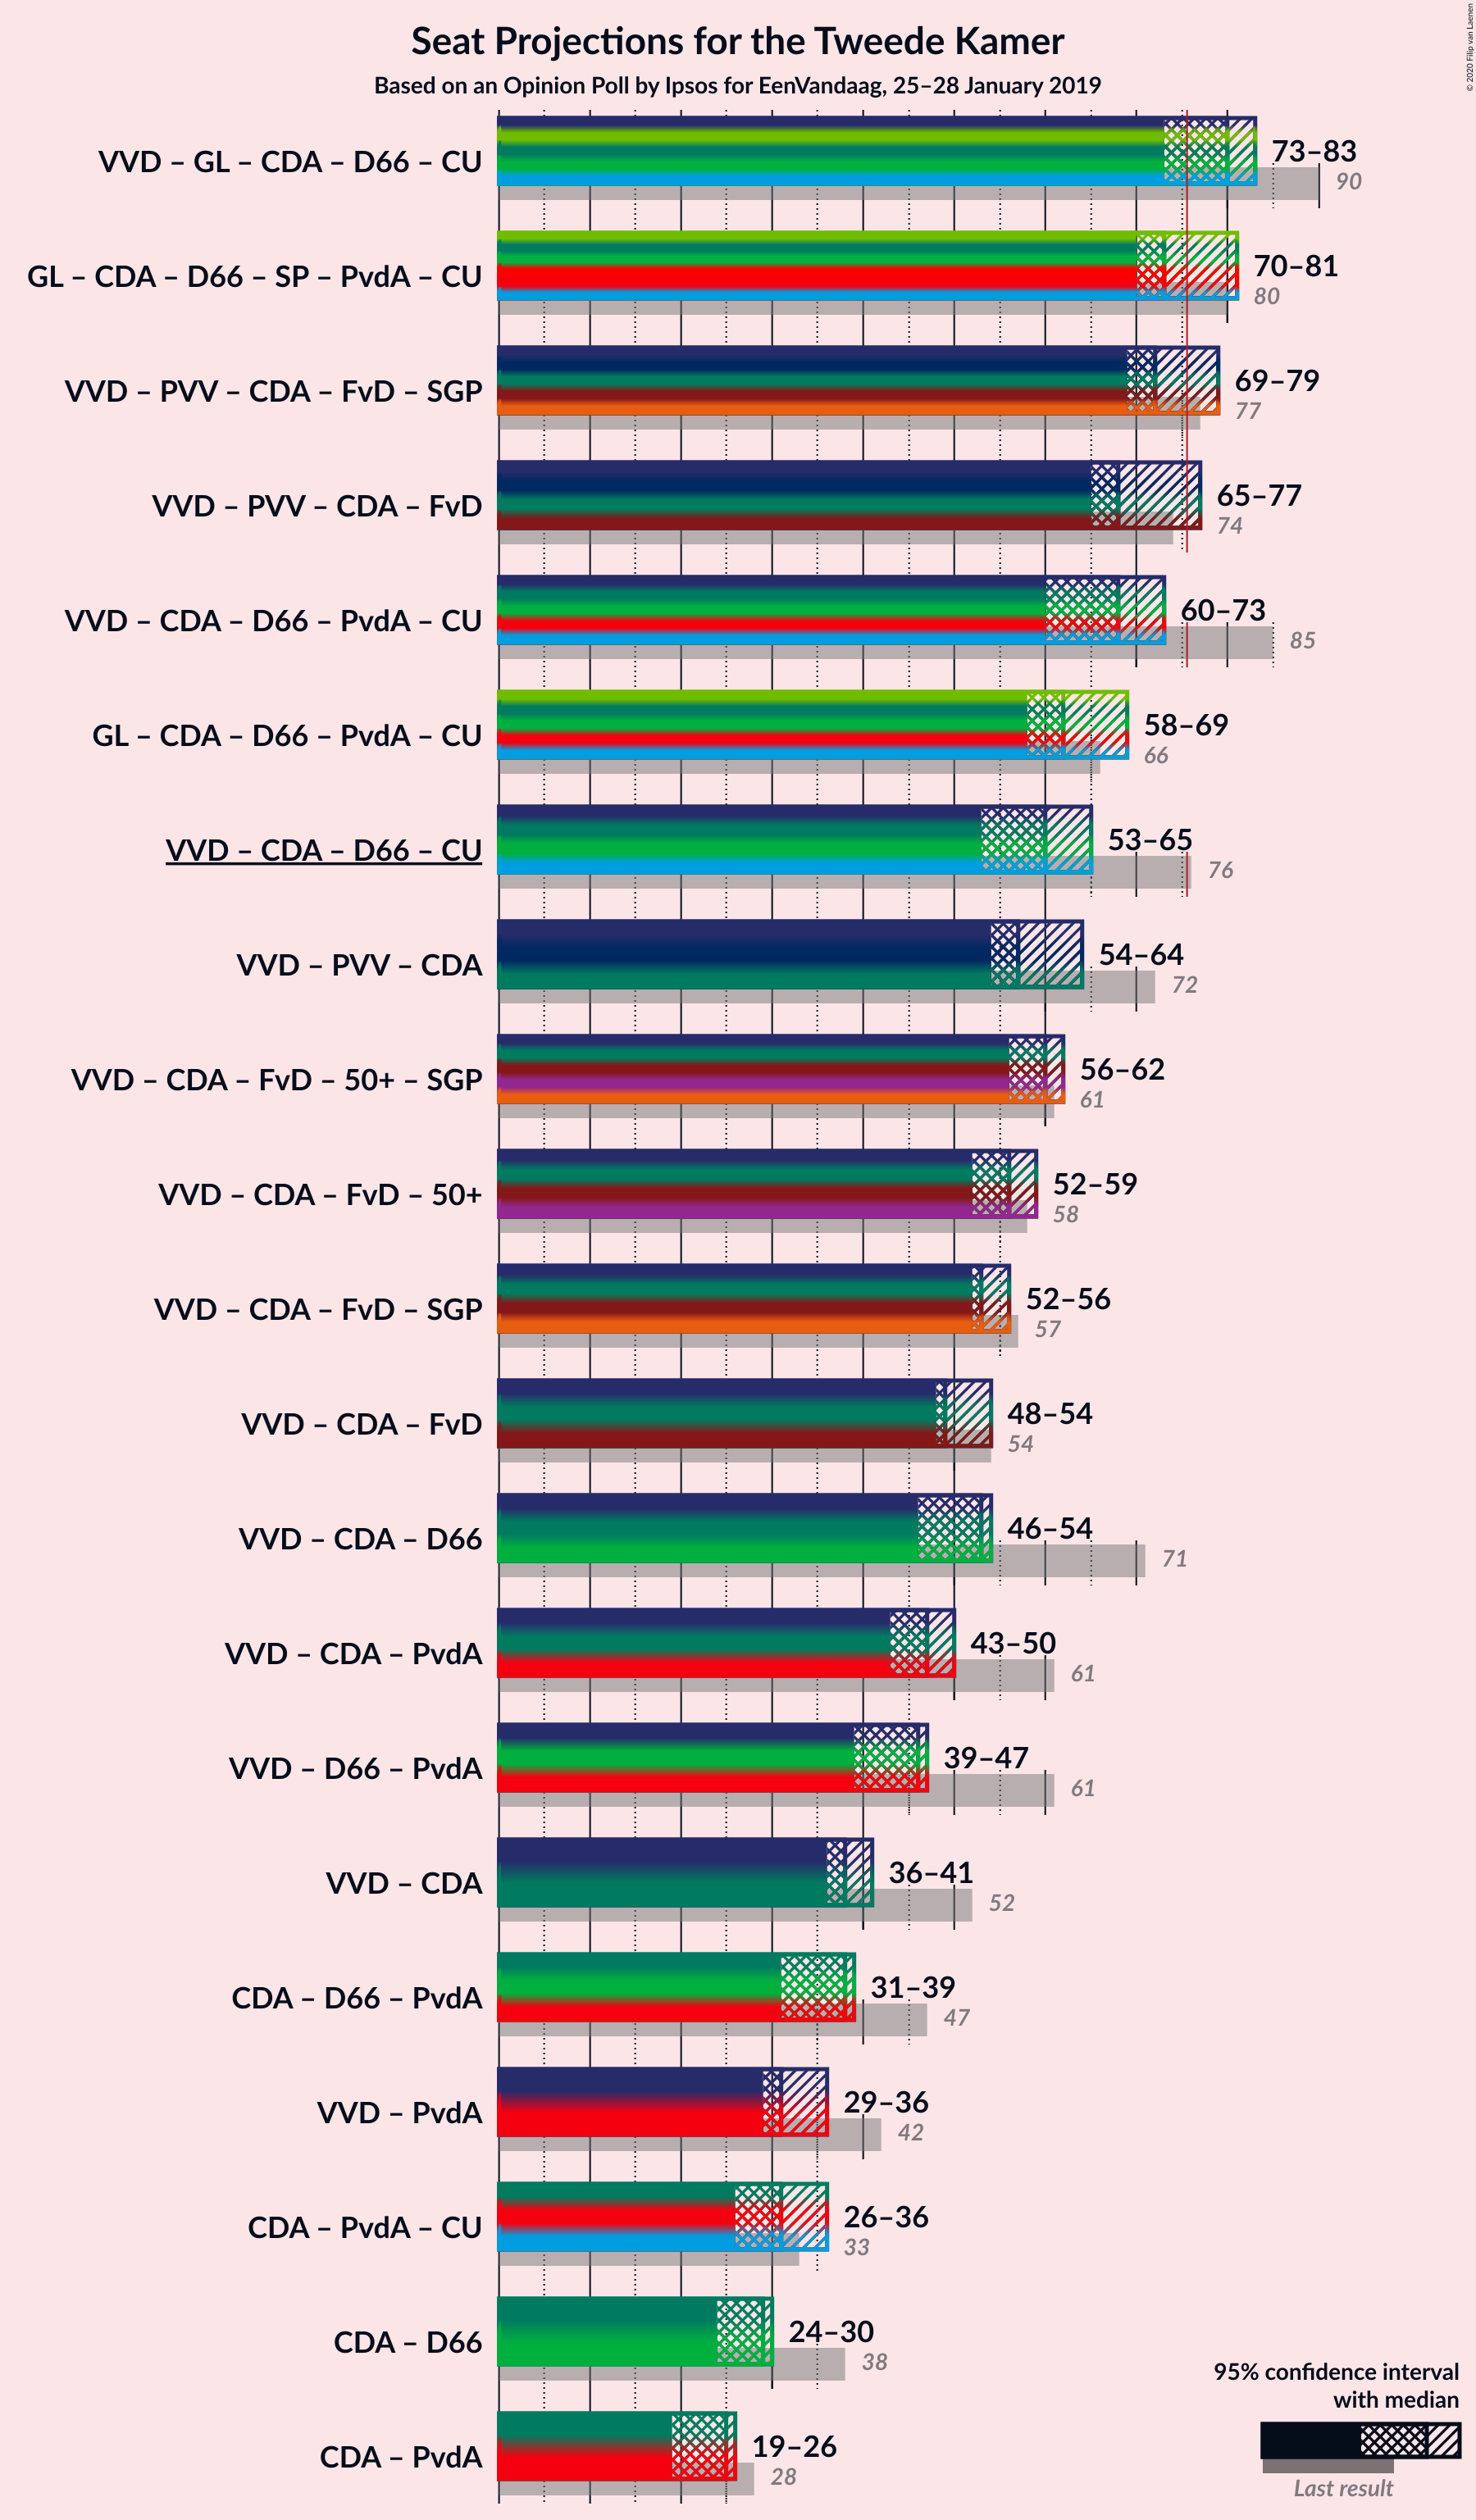 Seat Projections for the Tweede Kamer
Based on an Opinion Poll by Ipsos for EenVandaag, 25–28 January 2019
© 2020 Filip van Laenen
VVD – GL – CDA – D66 – CU
73–83
90
GL – CDA – D66 – SP – PvdA – CU
70–81
80
VVD – PVV – CDA – FvD – SGP
69–79
77
VVD – PVV – CDA – FvD
65–77
74
VVD – CDA – D66 – PvdA – CU
60–73
85
GL – CDA – D66 – PvdA – CU
58–69
66
VVD – CDA – D66 – CU
53–65
76
VVD – PVV – CDA
54–64
72
VVD – CDA – FvD – 50+ – SGP
56–62
61
VVD – CDA – FvD – 50+
52–59
58
VVD – CDA – FvD – SGP
52–56
57
VVD – CDA – FvD
48–54
54
VVD – CDA – D66
46–54
71
VVD – CDA – PvdA
43–50
61
VVD – D66 – PvdA
39–47
61
VVD – CDA
36–41
52
CDA – D66 – PvdA
31–39
47
VVD – PvdA
29–36
42
CDA – PvdA – CU
26–36
33
CDA – D66
24–30
38
CDA – PvdA
19–26
28
95% confidence interval
with median
Last result